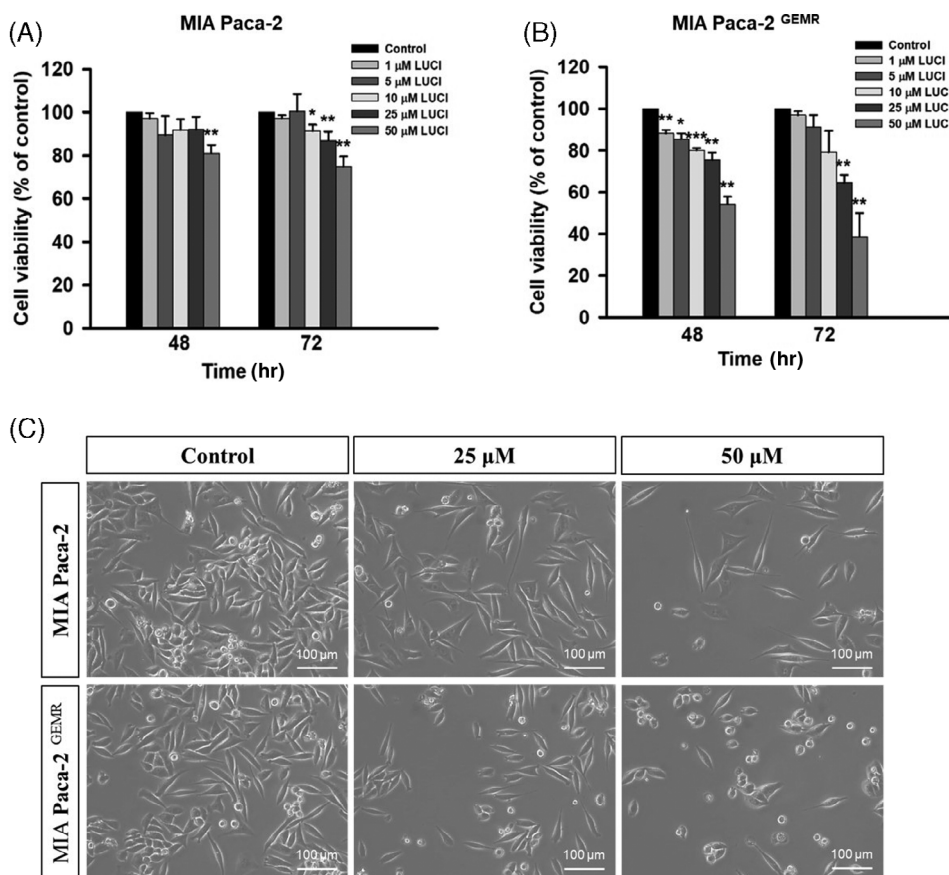 (A)
MIA Paca-2
Control
1 μM LUCI
5 μM LUCI
10 μM LUCI
25 μM LUCI
50 μM LUCI
Cell viability (% of control)
120
100
80
60
40
20
0
**
*
**
**
48
72
Time (hr)
(B)
MIA Paca-2 GEMR
Control
1 μM LUCI
5 μM LUCI
10 μM LUCI
25 μM LUC
50 μM LUC
Cell viability (% of control)
120
100
80
60
40
20
0
**
*
***
**
**
**
**
48
72
Time (hr)
(C)
Control
25 μM
50 μM
MIA Paca-2
100 μm
100 μm
100 μm
MIA Paca-2 GEMR
100 μm
100 μm
100 μm